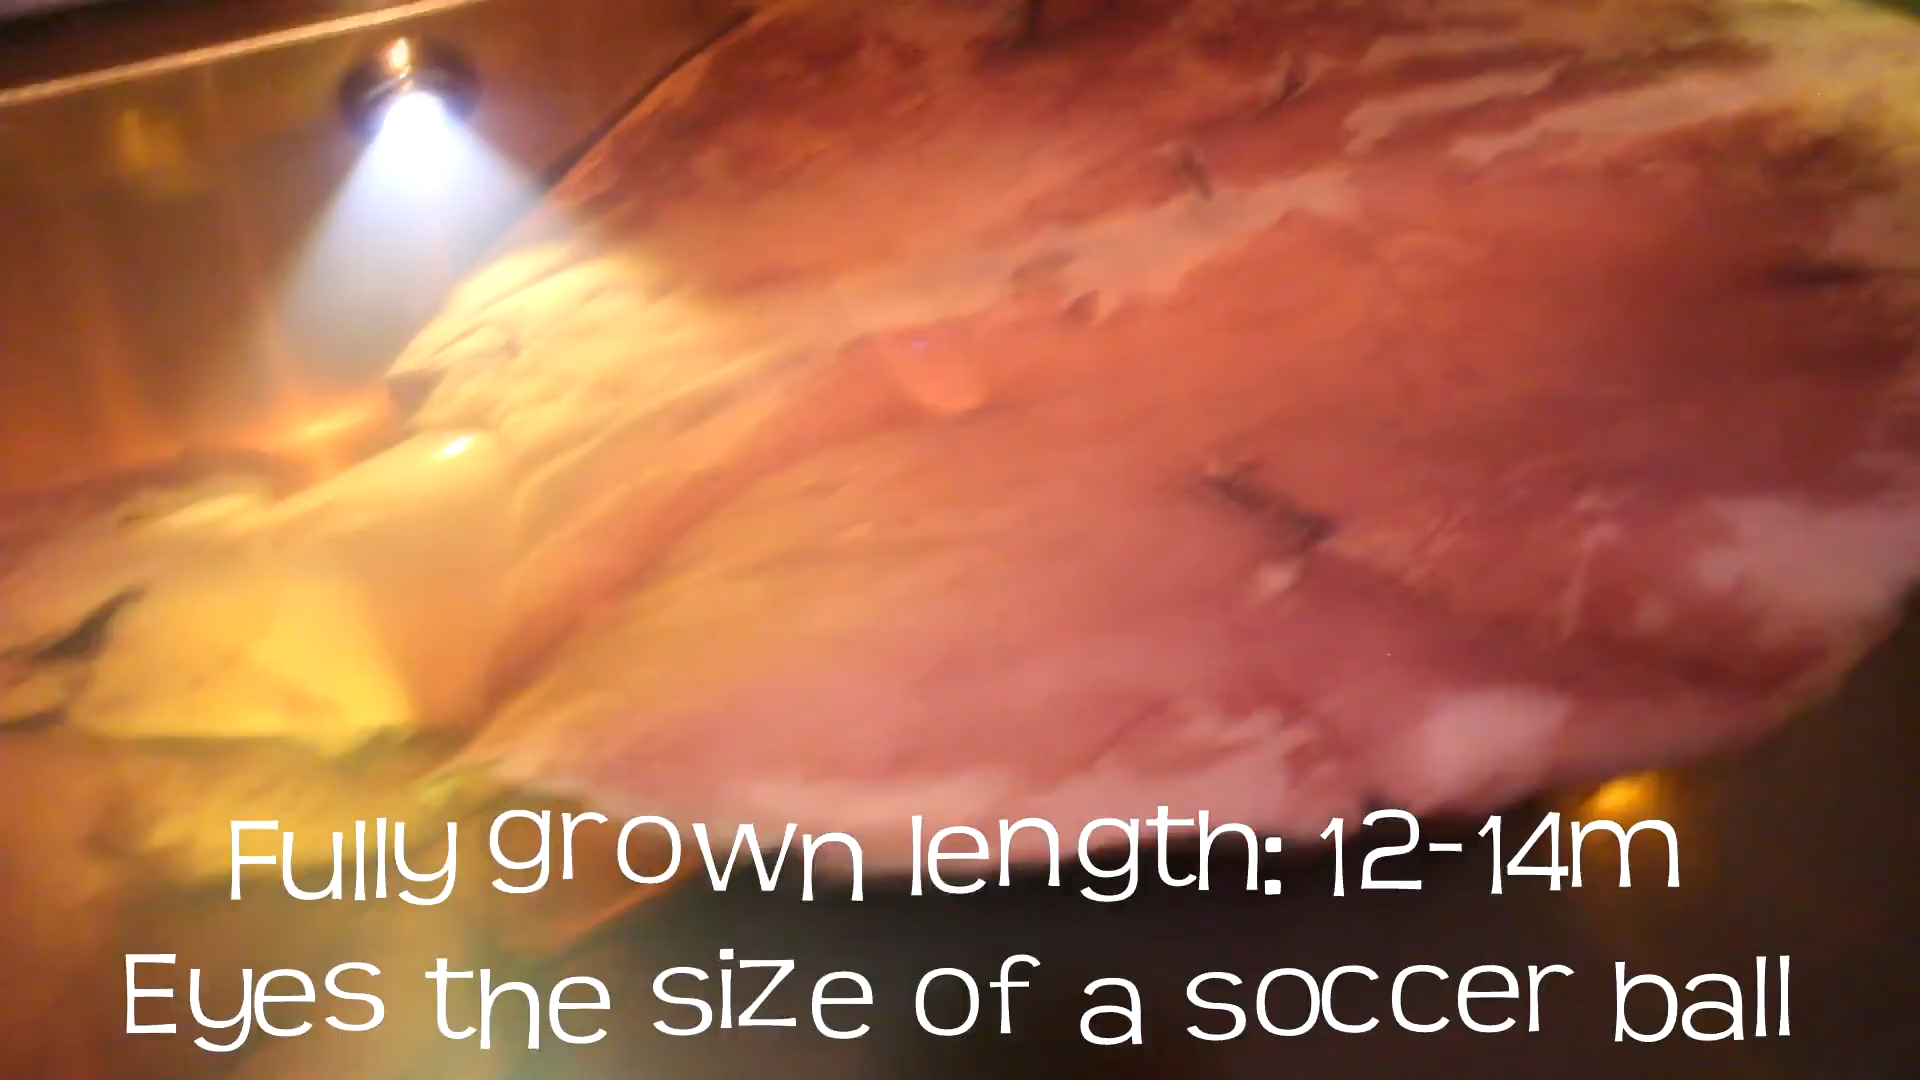 Fully grown length: 12-14m
Eyes the size of a soccer ball